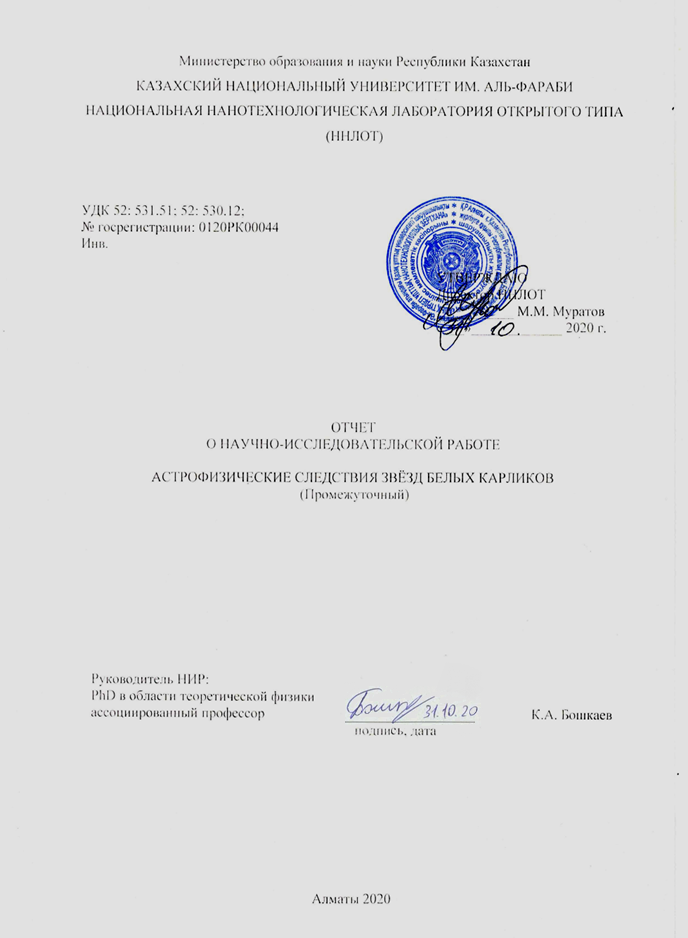 Министерство образования и науки Республики Казахстан
КАЗАХСКИЙ НАЦИОНАЛЬНЫЙ УНИВЕРСИТЕТ ИМ. АЛЬ-ФАРАБИ
НАЦИОНАЛЬНАЯ НАНОТЕХНОЛОГИЧЕСКАЯ ЛАБОРАТОРИЯ ОТКРЫТОГО ТИПА
(ННЛОТ)
УДК 52: 531.51; 52: 530.12;
№ госрегистрации: 0120РК00044
Инв.
УТВЕРЖДАЮ
ННЛОТ
М.М. Муратов
10. 2020 г.
ОТЧЕТ
О НАУЧНО-ИССЛЕДОВАТЕЛЬСКОЙ РАБОТЕ
АСТРОФИЗИЧЕСКИЕ СЛЕДСТВИЯ ЗВЁЗД БЕЛЫХ КАРЛИКОВ
(Промежуточный)
Руководитель НИР:
PhD в области теоретической физики
ассоциированный профессор 31.10.20 К.А. Бошкаев
подпись, дата
Алматы 2020